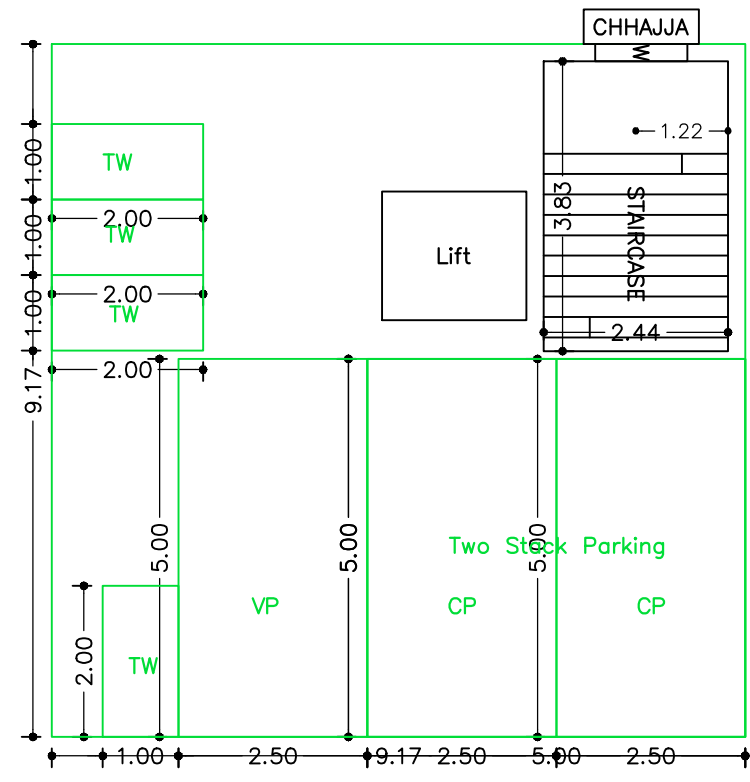 CHHAJJA
W
1.22
1.00
TW
3.83
STAIRCASE
2.00
1.00
TW
Lift
2.00
1.00
TW
2.44
2.00
9.17
5.00
5.00
5.00
Two Stack Parking
VP
CP
CP
2.00
TW
1.00
2.50
9.17
2.50
5.00
2.50